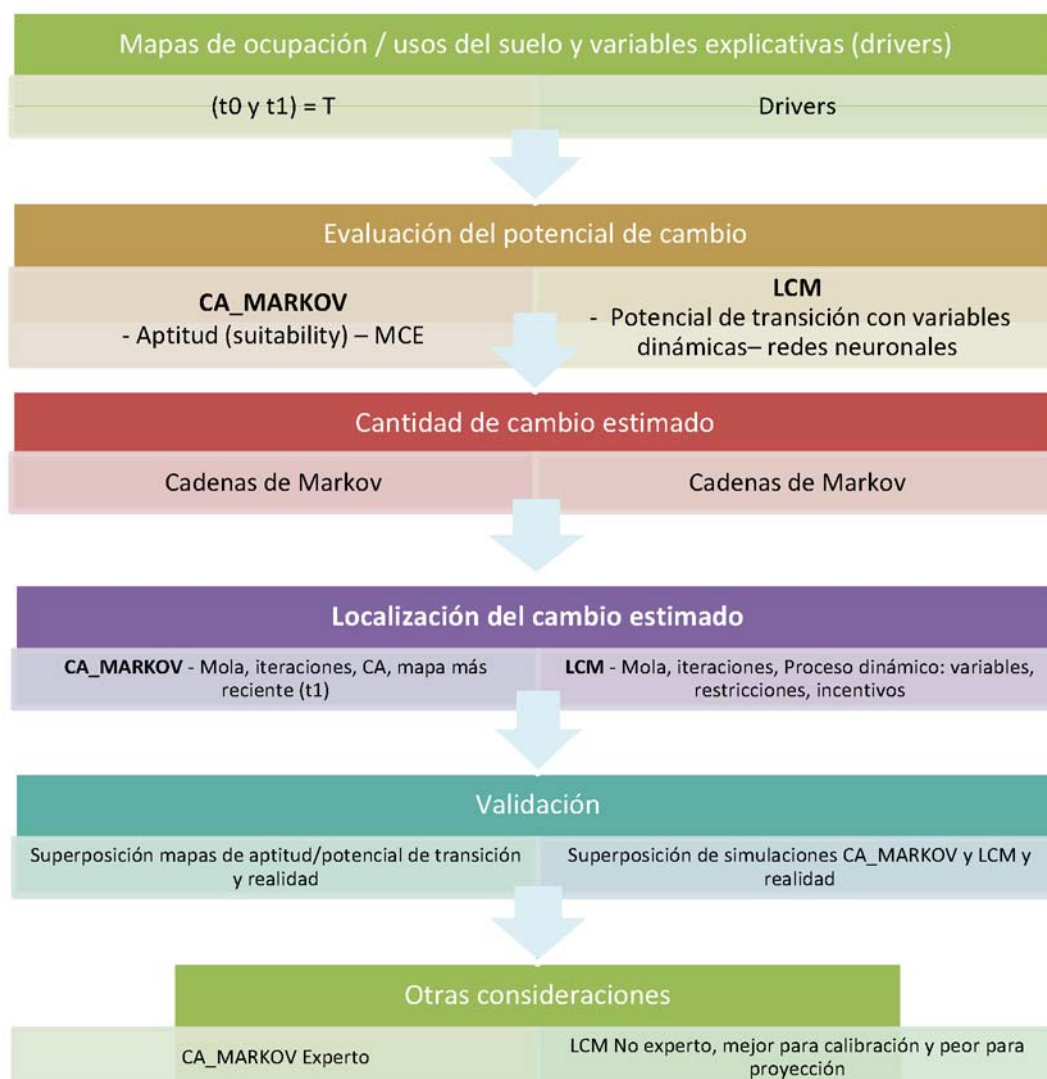 Mapas de ocupación / usos del suelo y variables explicativas (drivers)
(t0 y t1) = T
Drivers
Evaluación del potencial de cambio
CA_MARKOV
- Aptitud (suitability) – MCE
LCM
- Potencial de transición con variables
dinámicas– redes neuronales
Cantidad de cambio estimado
Cadenas de Markov
Cadenas de Markov
Localización del cambio estimado
CA_MARKOV - Mola, iteraciones, CA, mapa más
reciente (t1)
LCM - Mola, iteraciones, Proceso dinámico: variables,
restricciones, incentivos
Validación
Superposición mapas de aptitud/potencial de transición
y realidad
Superposición de simulaciones CA_MARKOV y LCM y
realidad
Otras consideraciones
CA_MARKOV Experto
LCM No experto, mejor para calibración y peor para
proyección